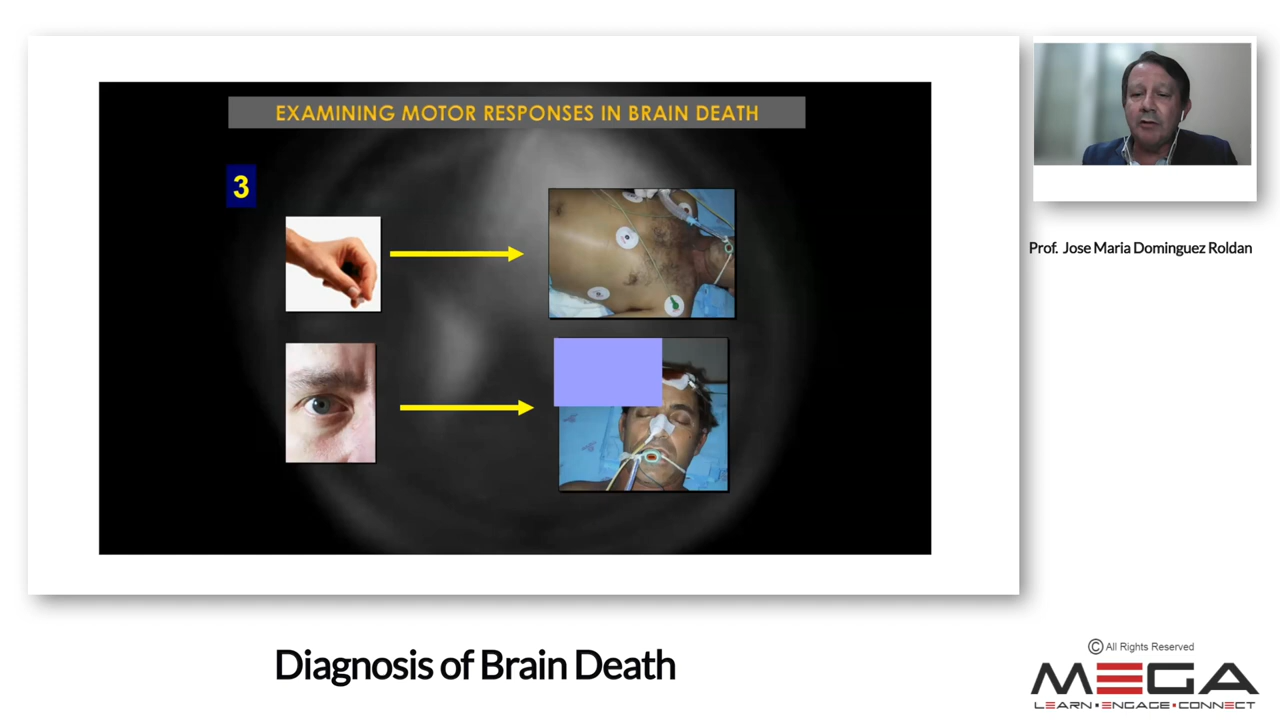 EXAMINING MOTOR RESPONSES IN BRAIN DEATH
3
Prof. Jose Maria Dominguez Roldan
Diagnosis of Brain Death
© All Rights Reserved
MEGA
LEARN▪ENGAGE▪CONNECT